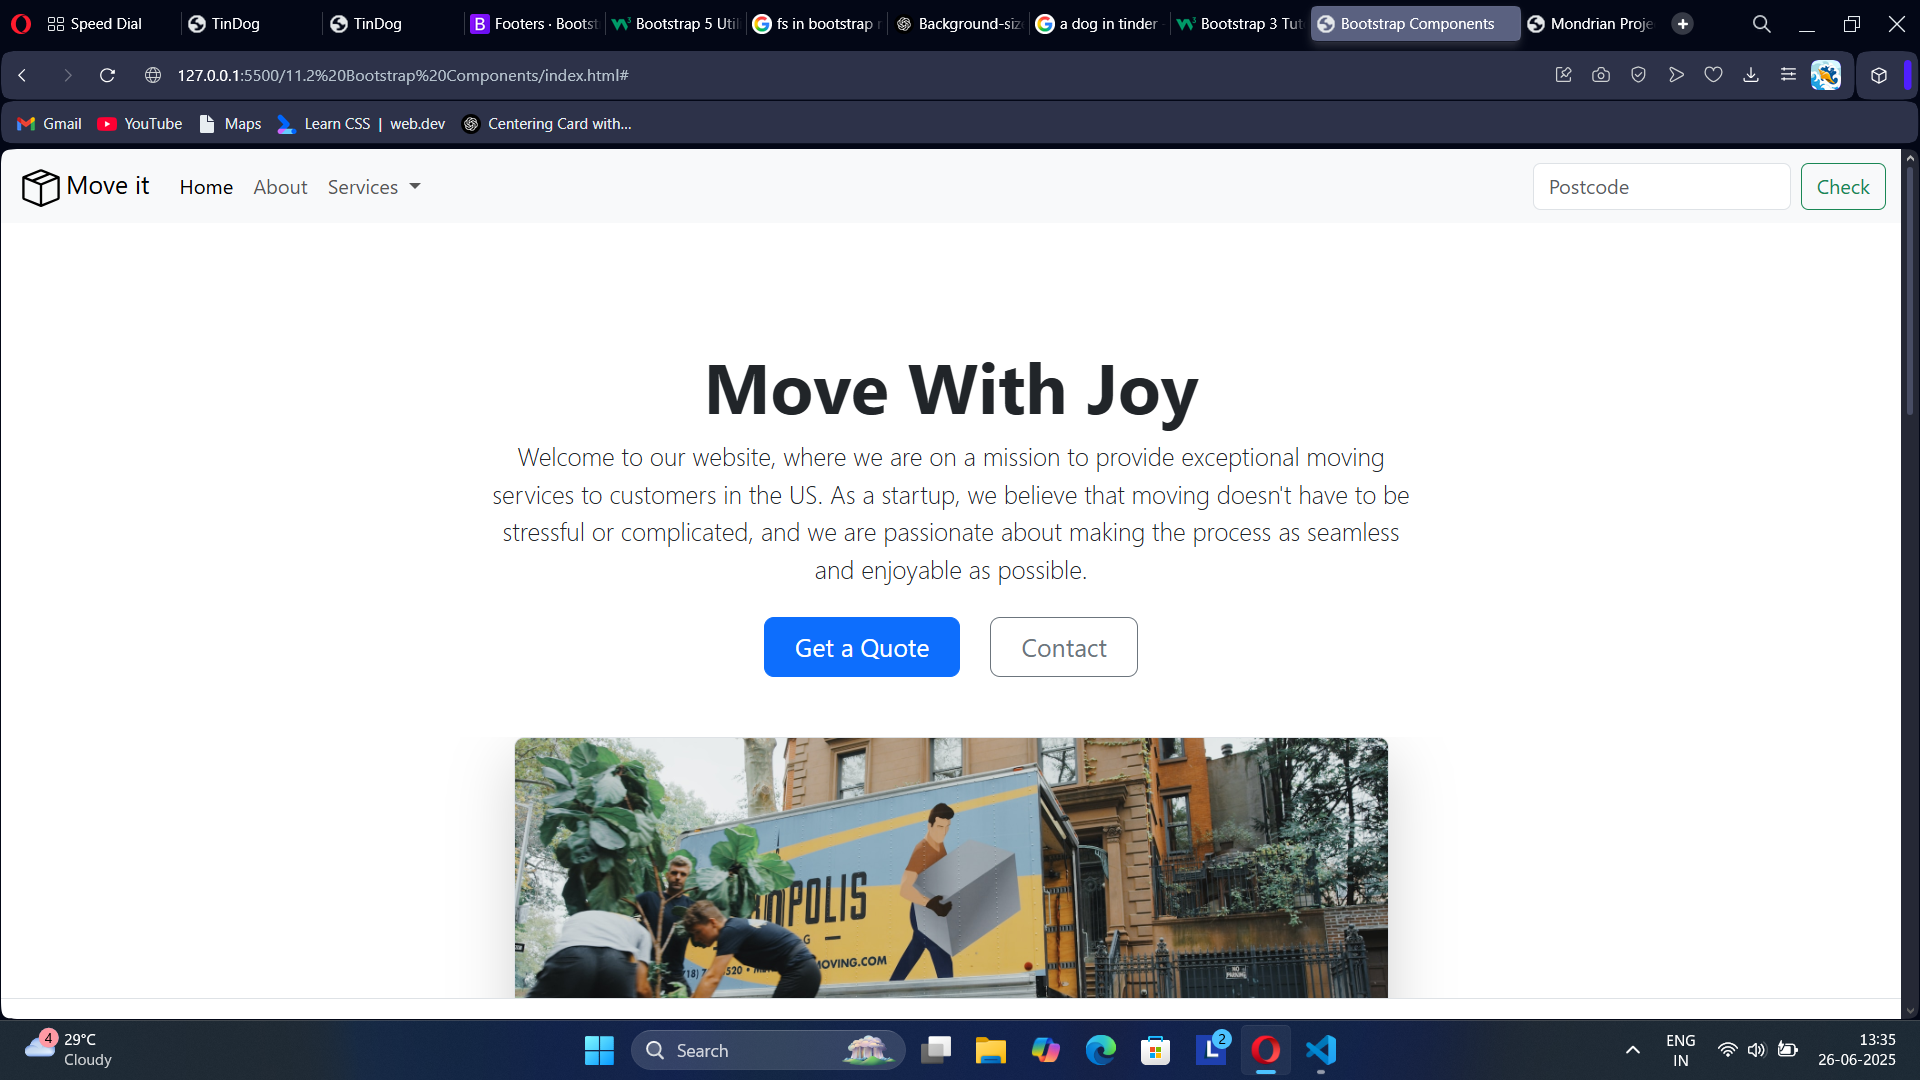 Speed Dial
TinDog
TinDog
Footers · Boots
Bootstrap 5 Uti
fs in bootstrap r
Background-siz
a dog in tinder
Bootstrap 3 Tut
Bootstrap Components
Mondrian Proje
127.0.0.1:5500/11.2%20Bootstrap%20Components/index.html#
Gmail
YouTube
Maps
Learn CSS | web.dev
Centering Card with...
Move it
Home
About
Services
Postcode
Check
Move With Joy
Welcome to our website, where we are on a mission to provide exceptional moving
services to customers in the US. As a startup, we believe that moving doesn't have to be
stressful or complicated, and we are passionate about making the process as seamless
and enjoyable as possible.
Get a Quote
Contact
POLIS
G
MOVING.COM
NO
PARKING
4
29°C
Cloudy
Search
2
ENG
IN
13:35
26-06-2025